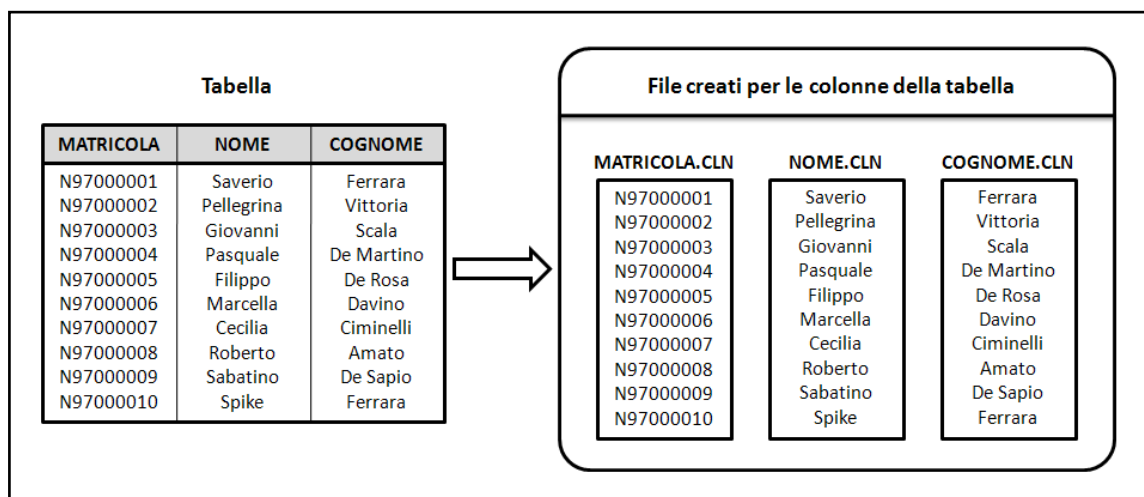 Tabella
MATRICOLA NOME COGNOME
N97000001 Saverio Ferrara
N97000002 Pellegrina Vittoria
N97000003 Giovanni Scala
N97000004 Pasquale De Martino
N97000005 Filippo De Rosa
N97000006 Marcella Davino
N97000007 Cecilia Ciminelli
N97000008 Roberto Amato
N97000009 Sabatino De Sapio
N97000010 Spike Ferrara
File creati per le colonne della tabella
MATRICOLA.CLN NOME.CLN COGNOME.CLN
N97000001 Saverio Ferrara
N97000002 Pellegrina Vittoria
N97000003 Giovanni Scala
N97000004 Pasquale De Martino
N97000005 Filippo De Rosa
N97000006 Marcella Davino
N97000007 Cecilia Ciminelli
N97000008 Roberto Amato
N97000009 Sabatino De Sapio
N97000010 Spike Ferrara